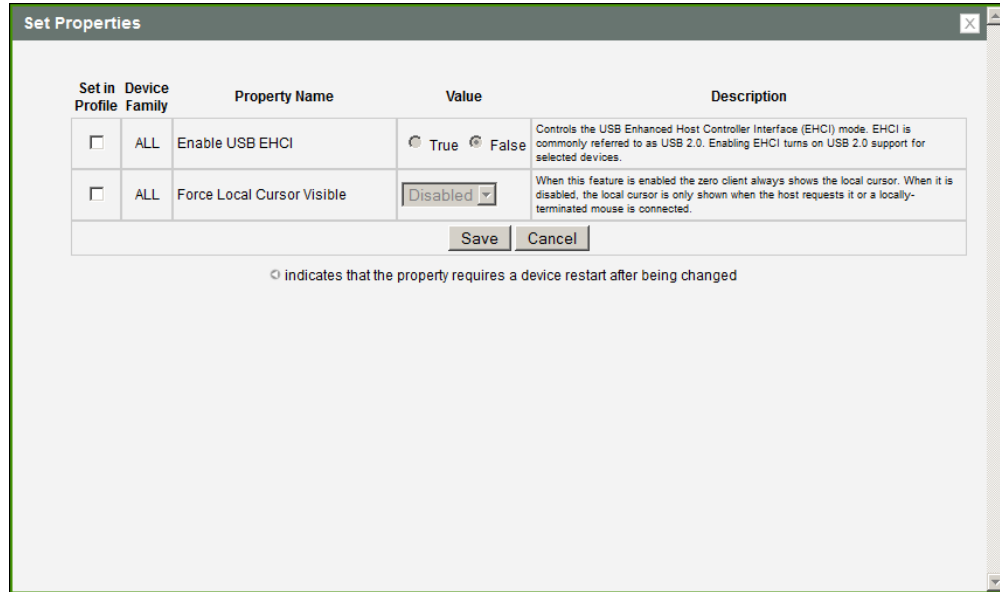 Set Properties
X
Set in Profile
Device Family
Property Name
Value
Description
ALL
Enable USB EHCI
True
False
Controls the USB Enhanced Host Controller Interface (EHCI) mode. EHCI is
commonly referred to as USB 2.0. Enabling EHCI turns on USB 2.0 support for
selected devices.
ALL
Force Local Cursor Visible
Disabled
When this feature is enabled the zero client always shows the local cursor. When it is
disabled, the local cursor is only shown when the host requests it or a locally-
terminated mouse is connected.
Save
Cancel
indicates that the property requires a device restart after being changed